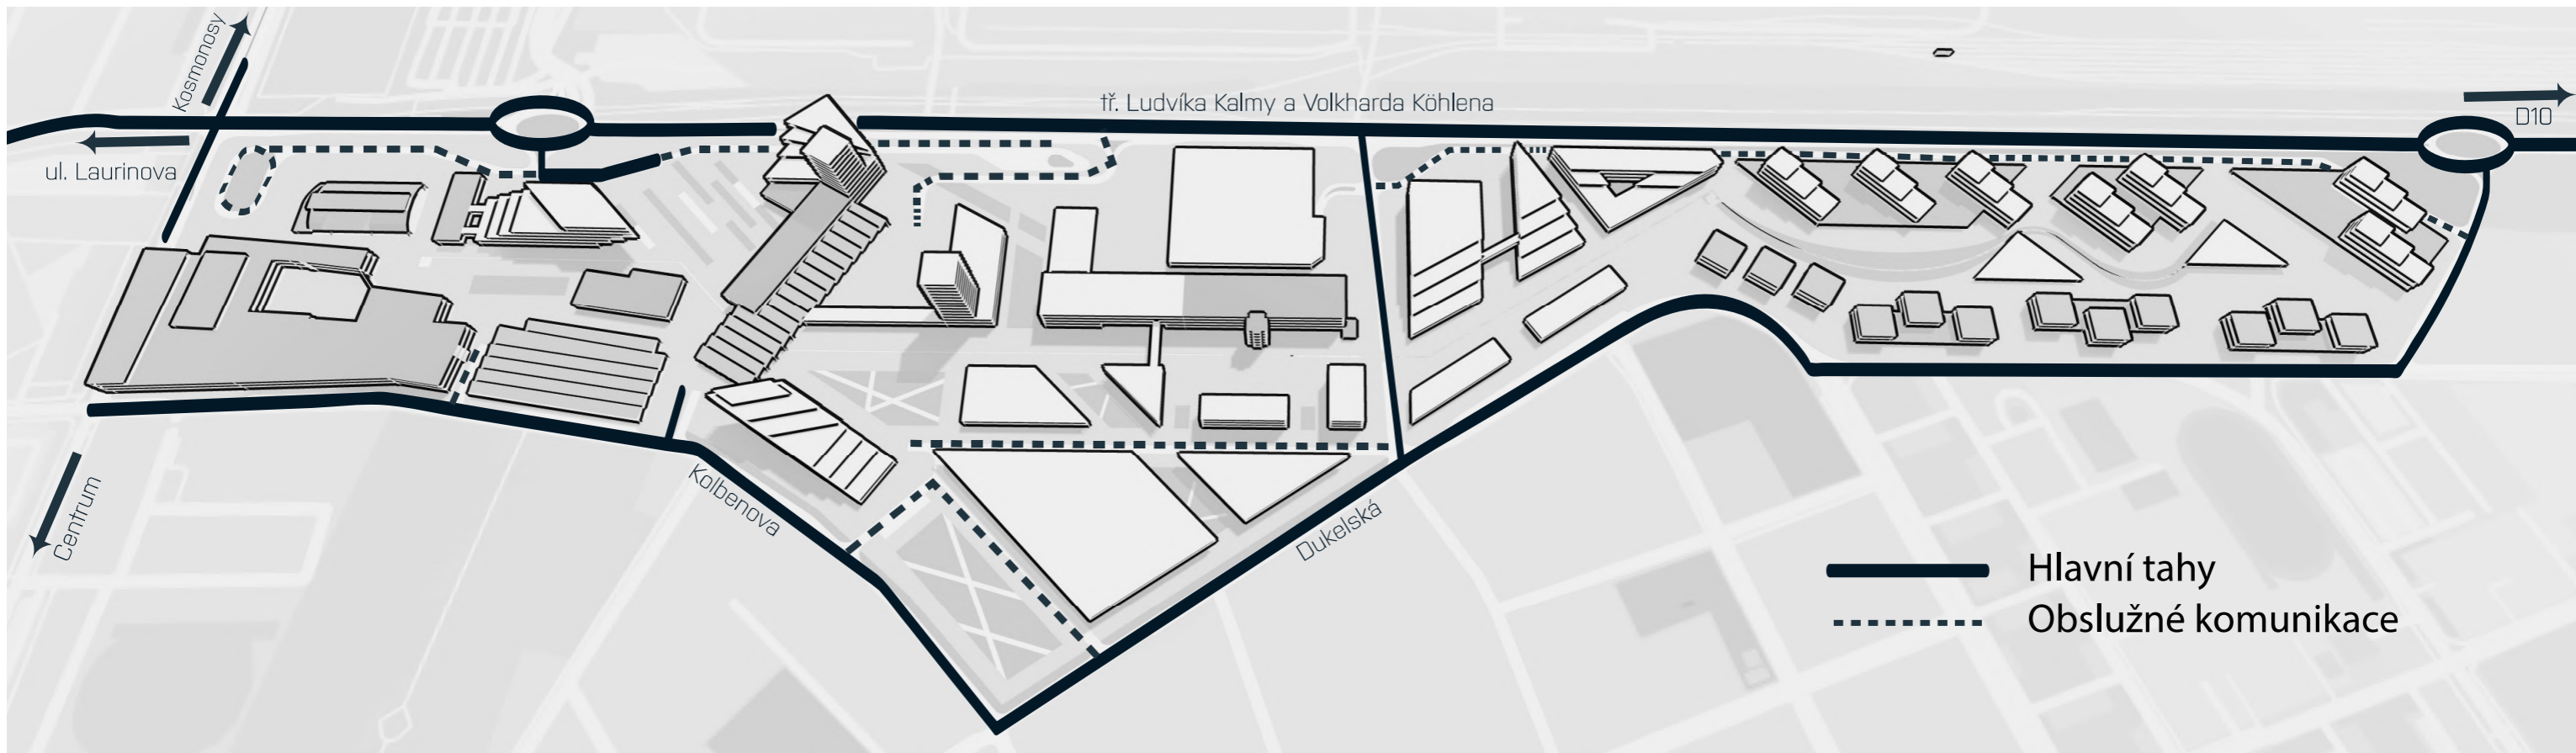 Kosmonosy
tř. Ludvíka Kalmy a Volkharda Köhlena
D10
ul. Laurinova
Kolbenova
Centrum
Dukelská
Hlavní tahy
Obslužné komunikace